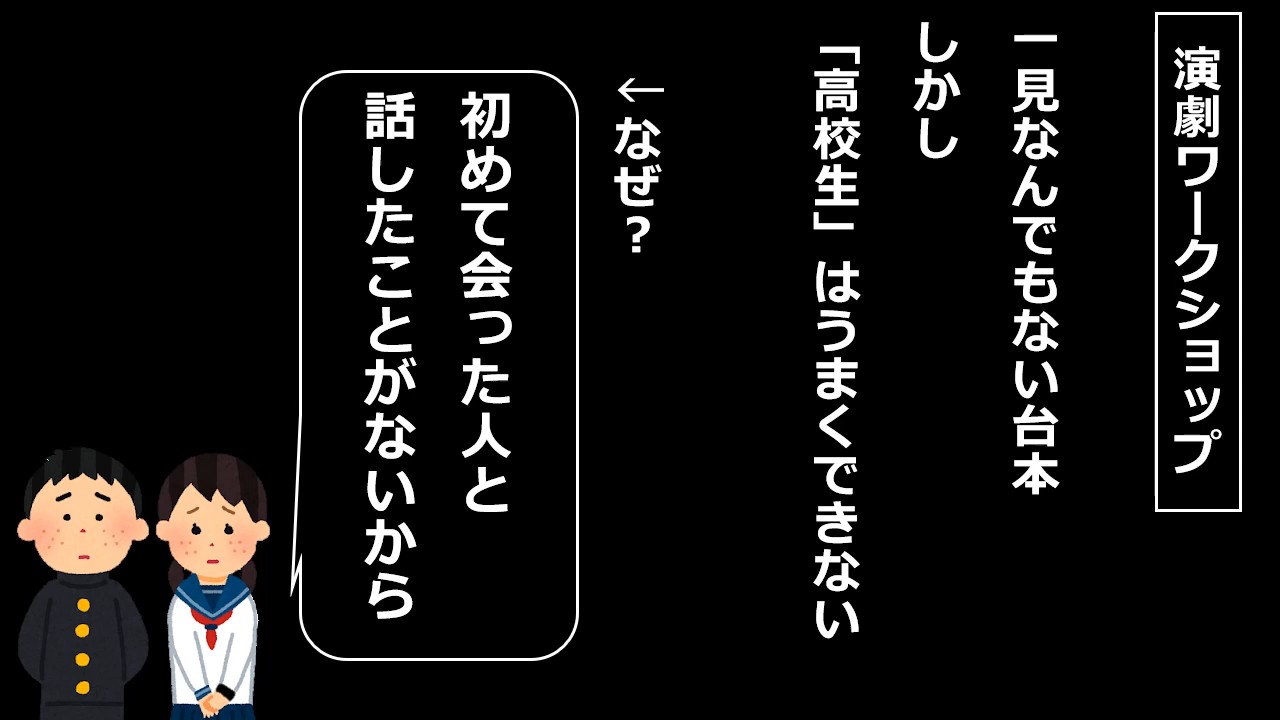 演劇ワークショップ
一見なんでもない台本
しかし
「高校生」はうまくできない
←なぜ？
初めて会った人と
話したことがないから